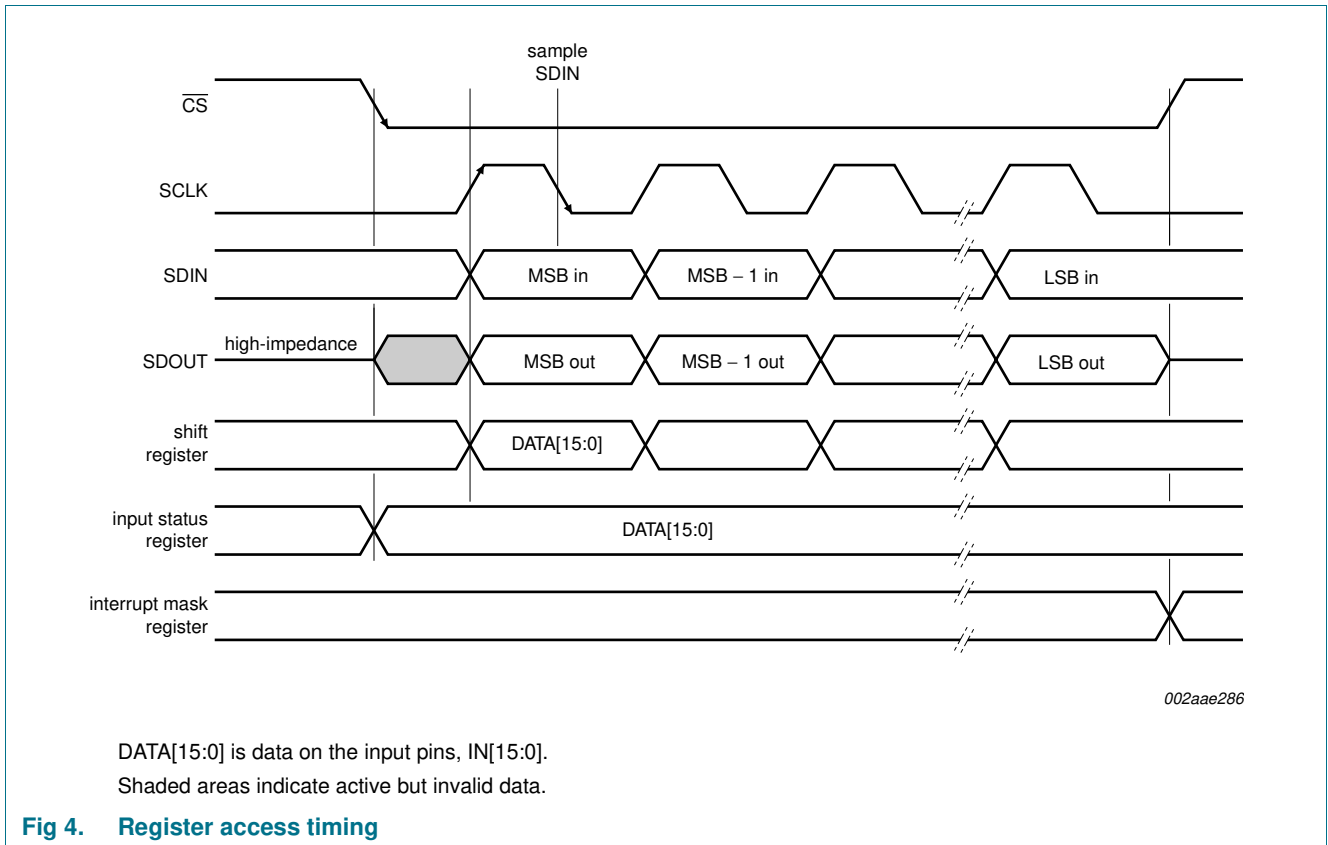 sample
SDIN
CS
SCLK
SDIN
MSB in
MSB − 1 in
LSB in
high-impedance
SDOUT
MSB out
MSB − 1 out
LSB out
shift
register
DATA[15:0]
input status
register
DATA[15:0]
interrupt mask
register
002aae286
DATA[15:0] is data on the input pins, IN[15:0].
Shaded areas indicate active but invalid data.
Fig 4. Register access timing